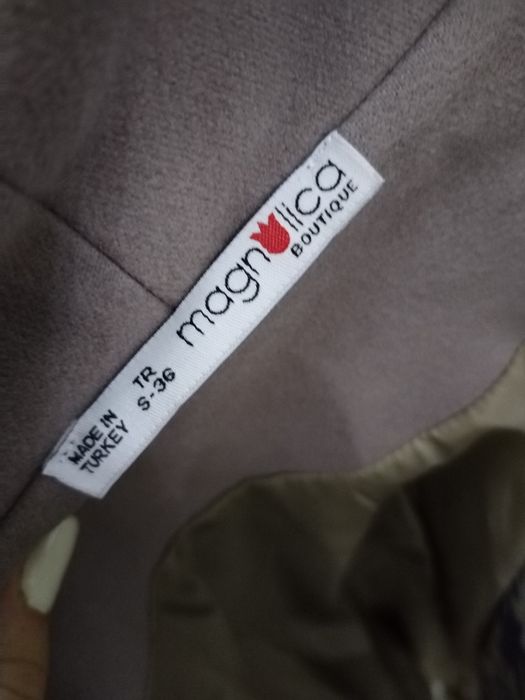 magnolica
BOUTIQUE
TR
S-36
MADE IN
TURKEY